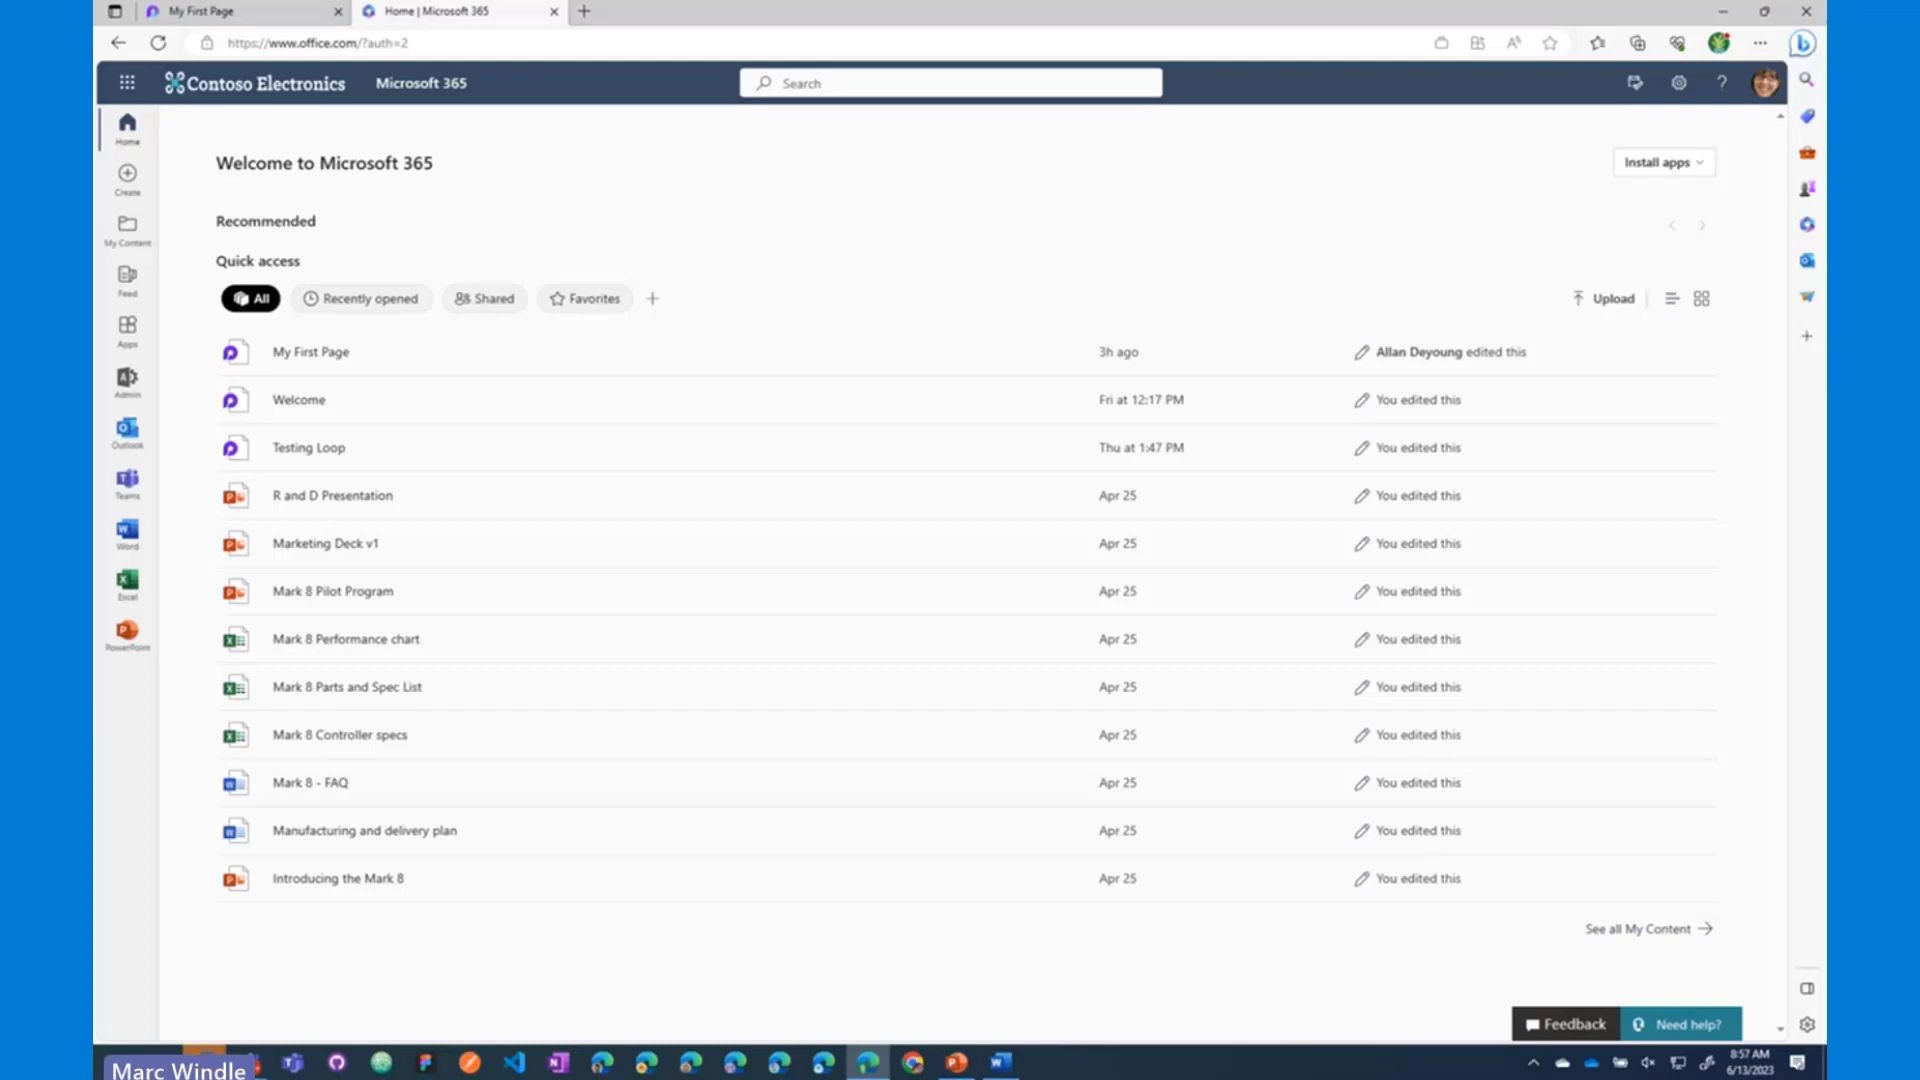 My First Page
Home | Microsoft 365
https://www.office.com/?auth=2
Contoso Electronics
Microsoft 365
Search
Home
Create
My Content
Feed
Apps
Admin
Outlook
Teams
Word
Excel
PowerPoint
Welcome to Microsoft 365
Install apps
Recommended
Quick access
All
Recently opened
Shared
Favorites
Upload
My First Page 3h ago Allan Deyoung edited this
Welcome Fri at 12:17 PM You edited this
Testing Loop Thu at 1:47 PM You edited this
R and D Presentation Apr 25 You edited this
Marketing Deck v1 Apr 25 You edited this
Mark 8 Pilot Program Apr 25 You edited this
Mark 8 Performance chart Apr 25 You edited this
Mark 8 Parts and Spec List Apr 25 You edited this
Mark 8 Controller specs Apr 25 You edited this
Mark 8 - FAQ Apr 25 You edited this
Manufacturing and delivery plan Apr 25 You edited this
Introducing the Mark 8 Apr 25 You edited this
See all My Content
Feedback
Need help?
Marc Windle
8:57 AM
6/13/2023